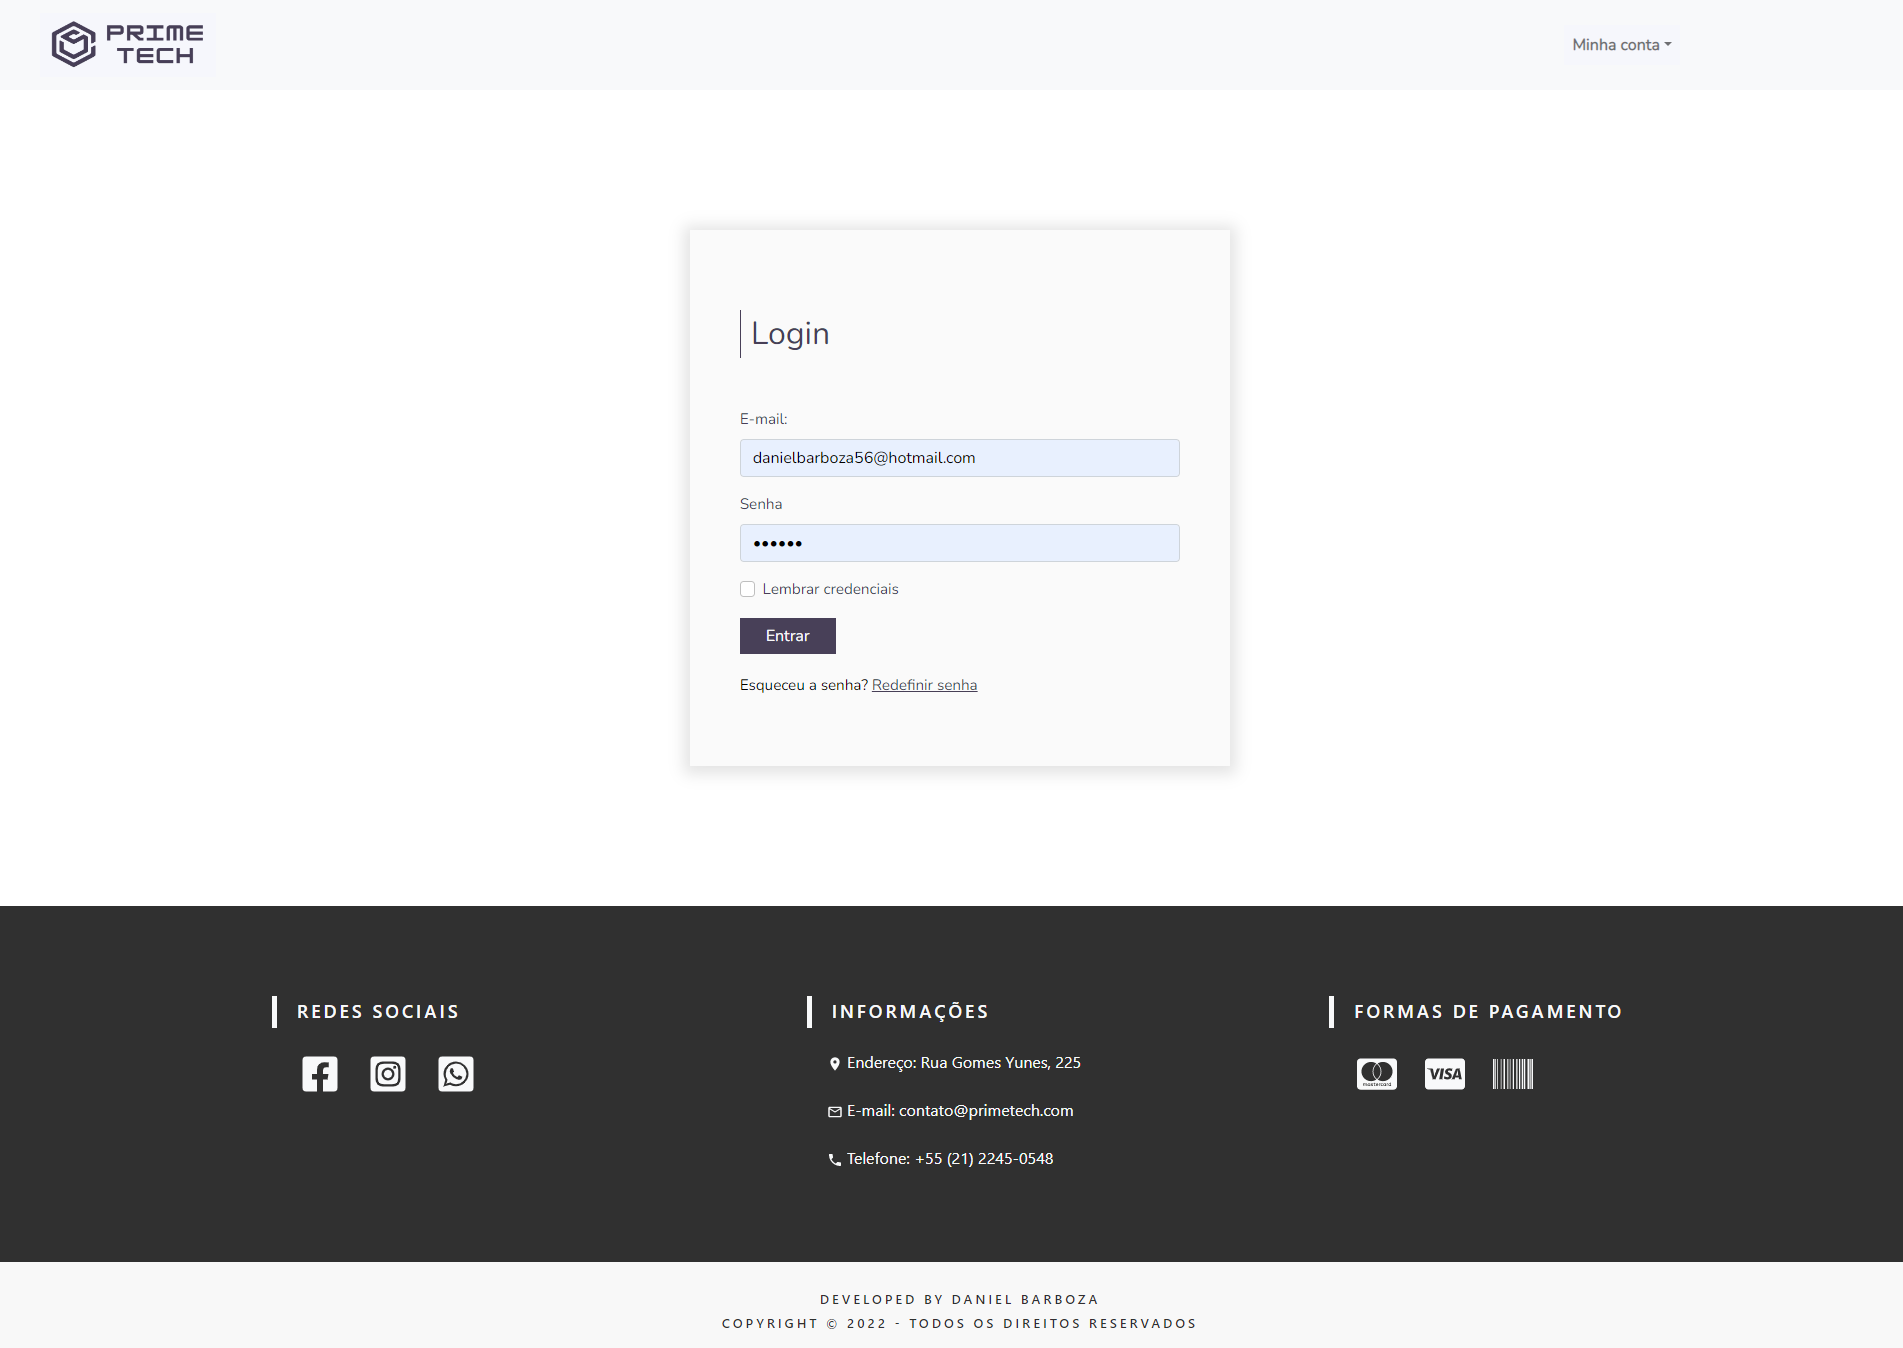 PRIME
TECH
Minha conta
Login
E-mail:
danielbarboza56@hotmail.com
Senha
••••••
Lembrar credenciais
Entrar
Esqueceu a senha? Redefinir senha
REDES SOCIAIS
INFORMAÇÕES
Endereço: Rua Gomes Yunes, 225
E-mail: contato@primetech.com
Telefone: +55 (21) 2245-0548
FORMAS DE PAGAMENTO
mastercard
VISA
DEVELOPED BY DANIEL BARBOZA
COPYRIGHT © 2022 - TODOS OS DIREITOS RESERVADOS